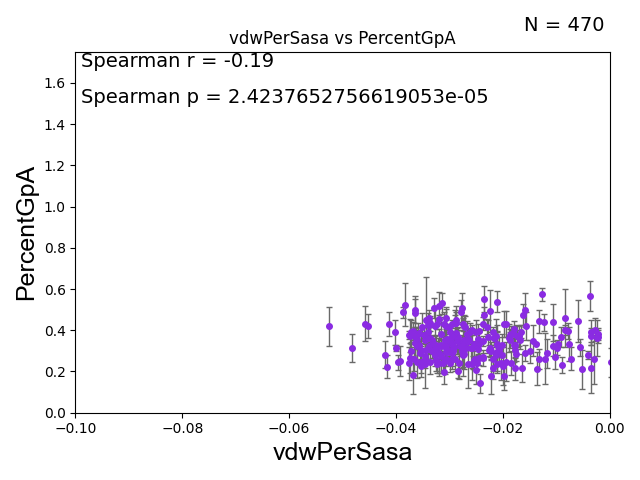 N = 470
vdwPerSasa vs PercentGpA
Spearman r = -0.19
Spearman p = 2.4237652756619053e-05
PercentGpA
1.6
1.4
1.2
1.0
0.8
0.6
0.4
0.2
0.0
−0.10 −0.08 −0.06 −0.04 −0.02 0.00
vdwPerSasa